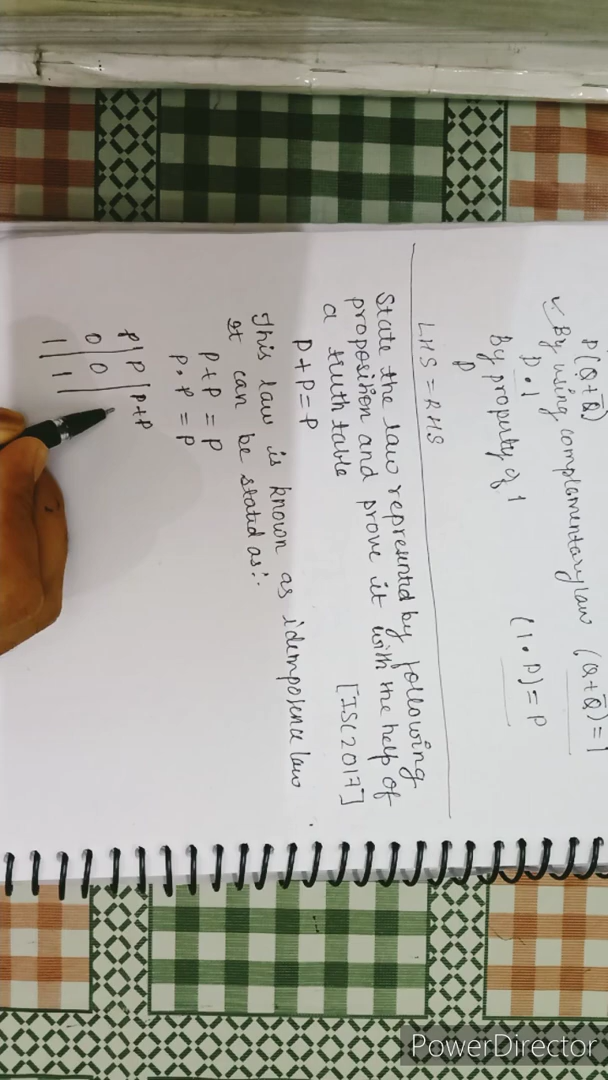 P(Q+Q̅)
✓ By using complementary law (Q+Q̅)=1
P.1
By property of 1 (1.P)=P
P
LHS = RHS
State the law represented by following
proposition and prove it with the help of
a truth table [ISC 2017]
P+P=P
This law is known as idempotence law
It can be stated as:.
P+P = P
P.P = P
P | P | P+P
0 | 0 |
1 | 1 |
PowerDirector